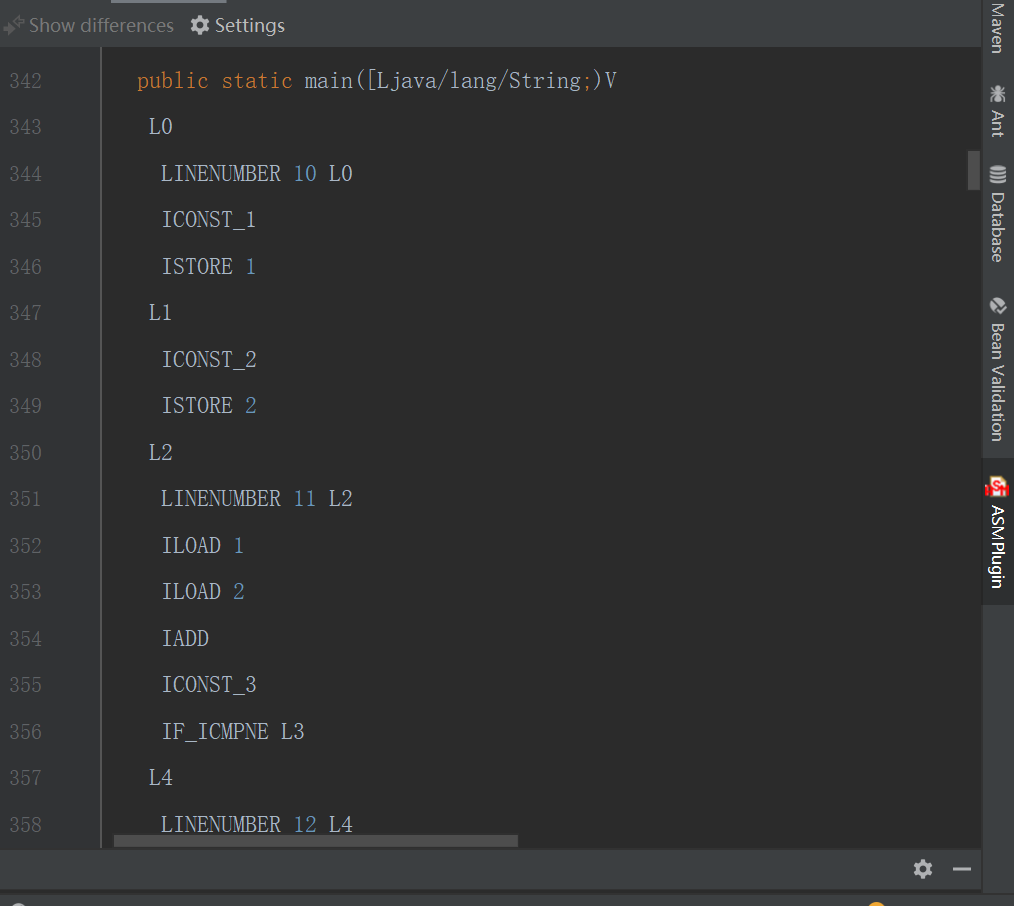 Show differences Settings
342 public static main([Ljava/lang/String;)V
343 L0
344 LINENUMBER 10 L0
345 ICONST_1
346 ISTORE 1
347 L1
348 ICONST_2
349 ISTORE 2
350 L2
351 LINENUMBER 11 L2
352 ILOAD 1
353 ILOAD 2
354 IADD
355 ICONST_3
356 IF_ICMPNE L3
357 L4
358 LINENUMBER 12 L4
Maven
Ant
Database
Bean Validation
ASMPlugin